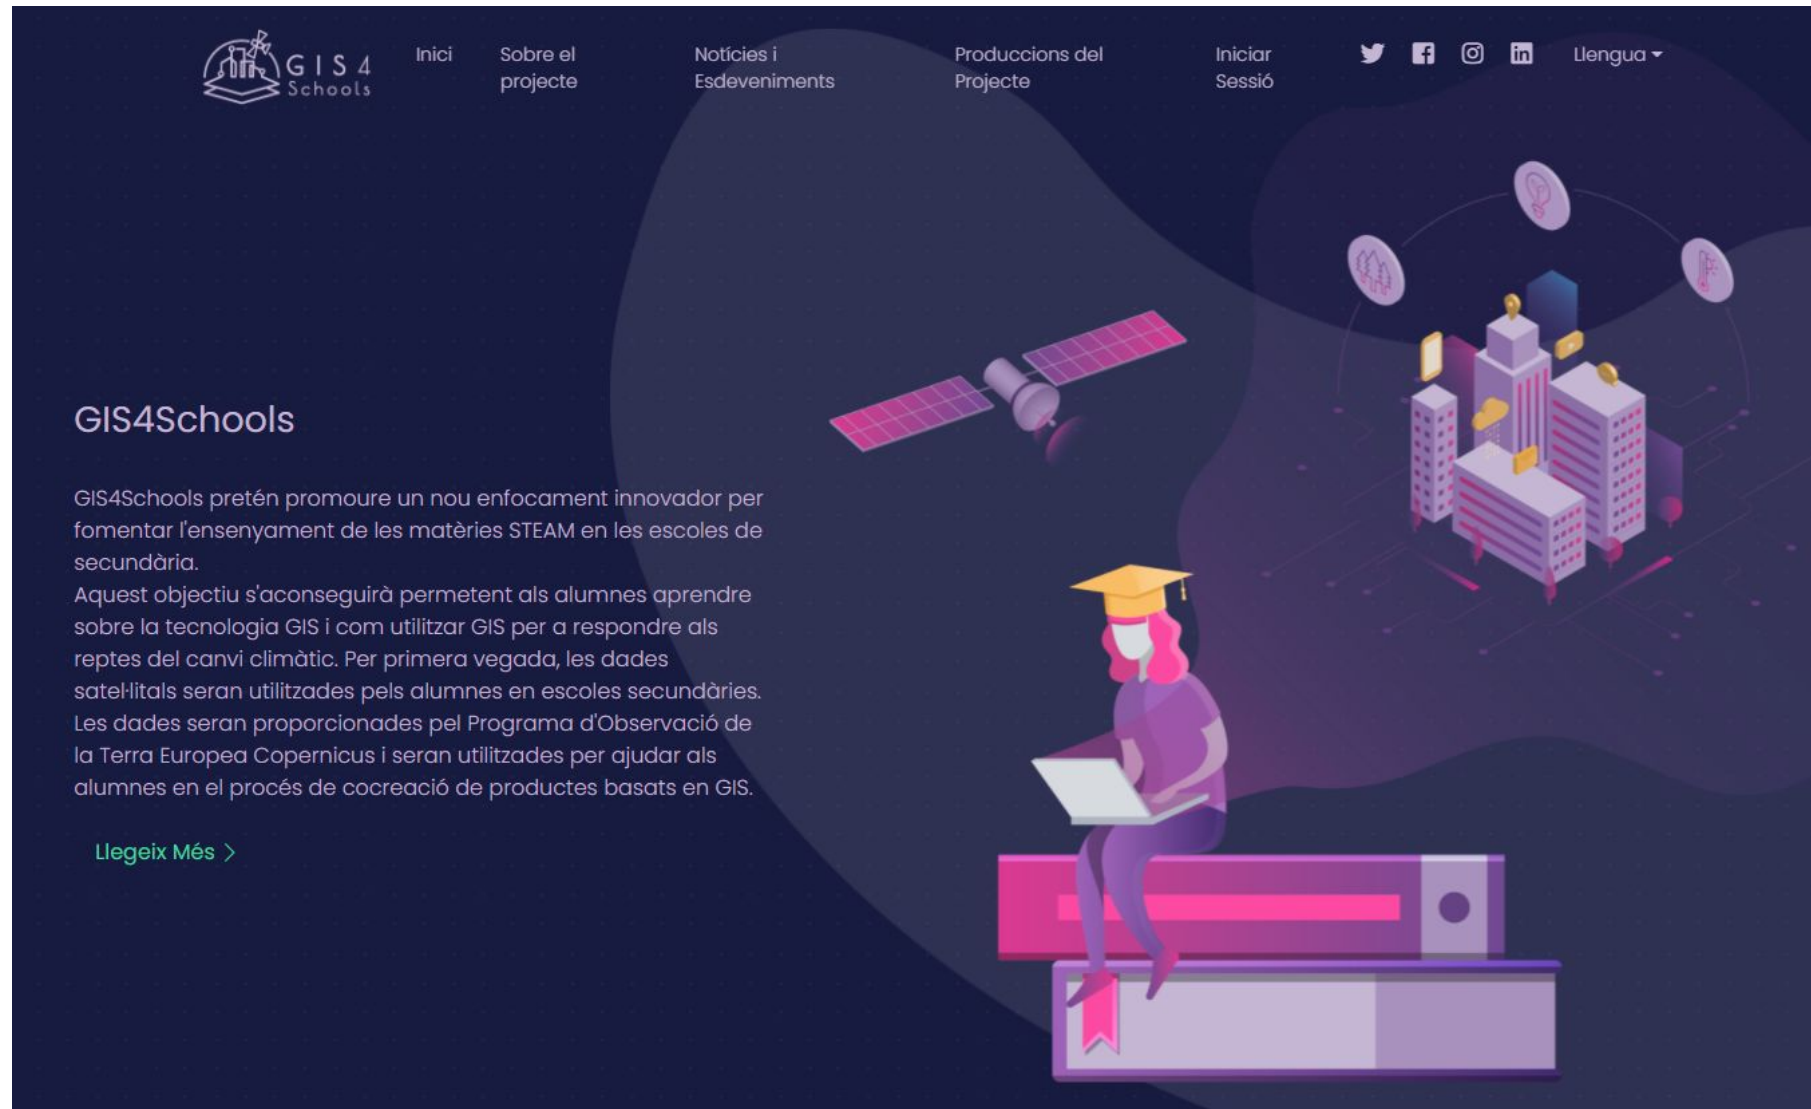 GIS 4
Schools
Inici
Sobre el
projecte
Notícies i
Esdeveniments
Produccions del
Projecte
Iniciar
Sessió
Llengua
GIS4Schools
GIS4Schools pretén promoure un nou enfocament innovador per
fomentar l'ensenyament de les matèries STEAM en les escoles de
secundària.
Aquest objectiu s'aconseguirà permetent als alumnes aprendre
sobre la tecnologia GIS i com utilitzar GIS per a respondre als
reptes del canvi climàtic. Per primera vegada, les dades
satel·litals seran utilitzades pels alumnes en escoles secundàries.
Les dades seran proporcionades pel Programa d'Observació de
la Terra Europea Copernicus i seran utilitzades per ajudar als
alumnes en el procés de cocreació de productes basats en GIS.
Llegeix Més >